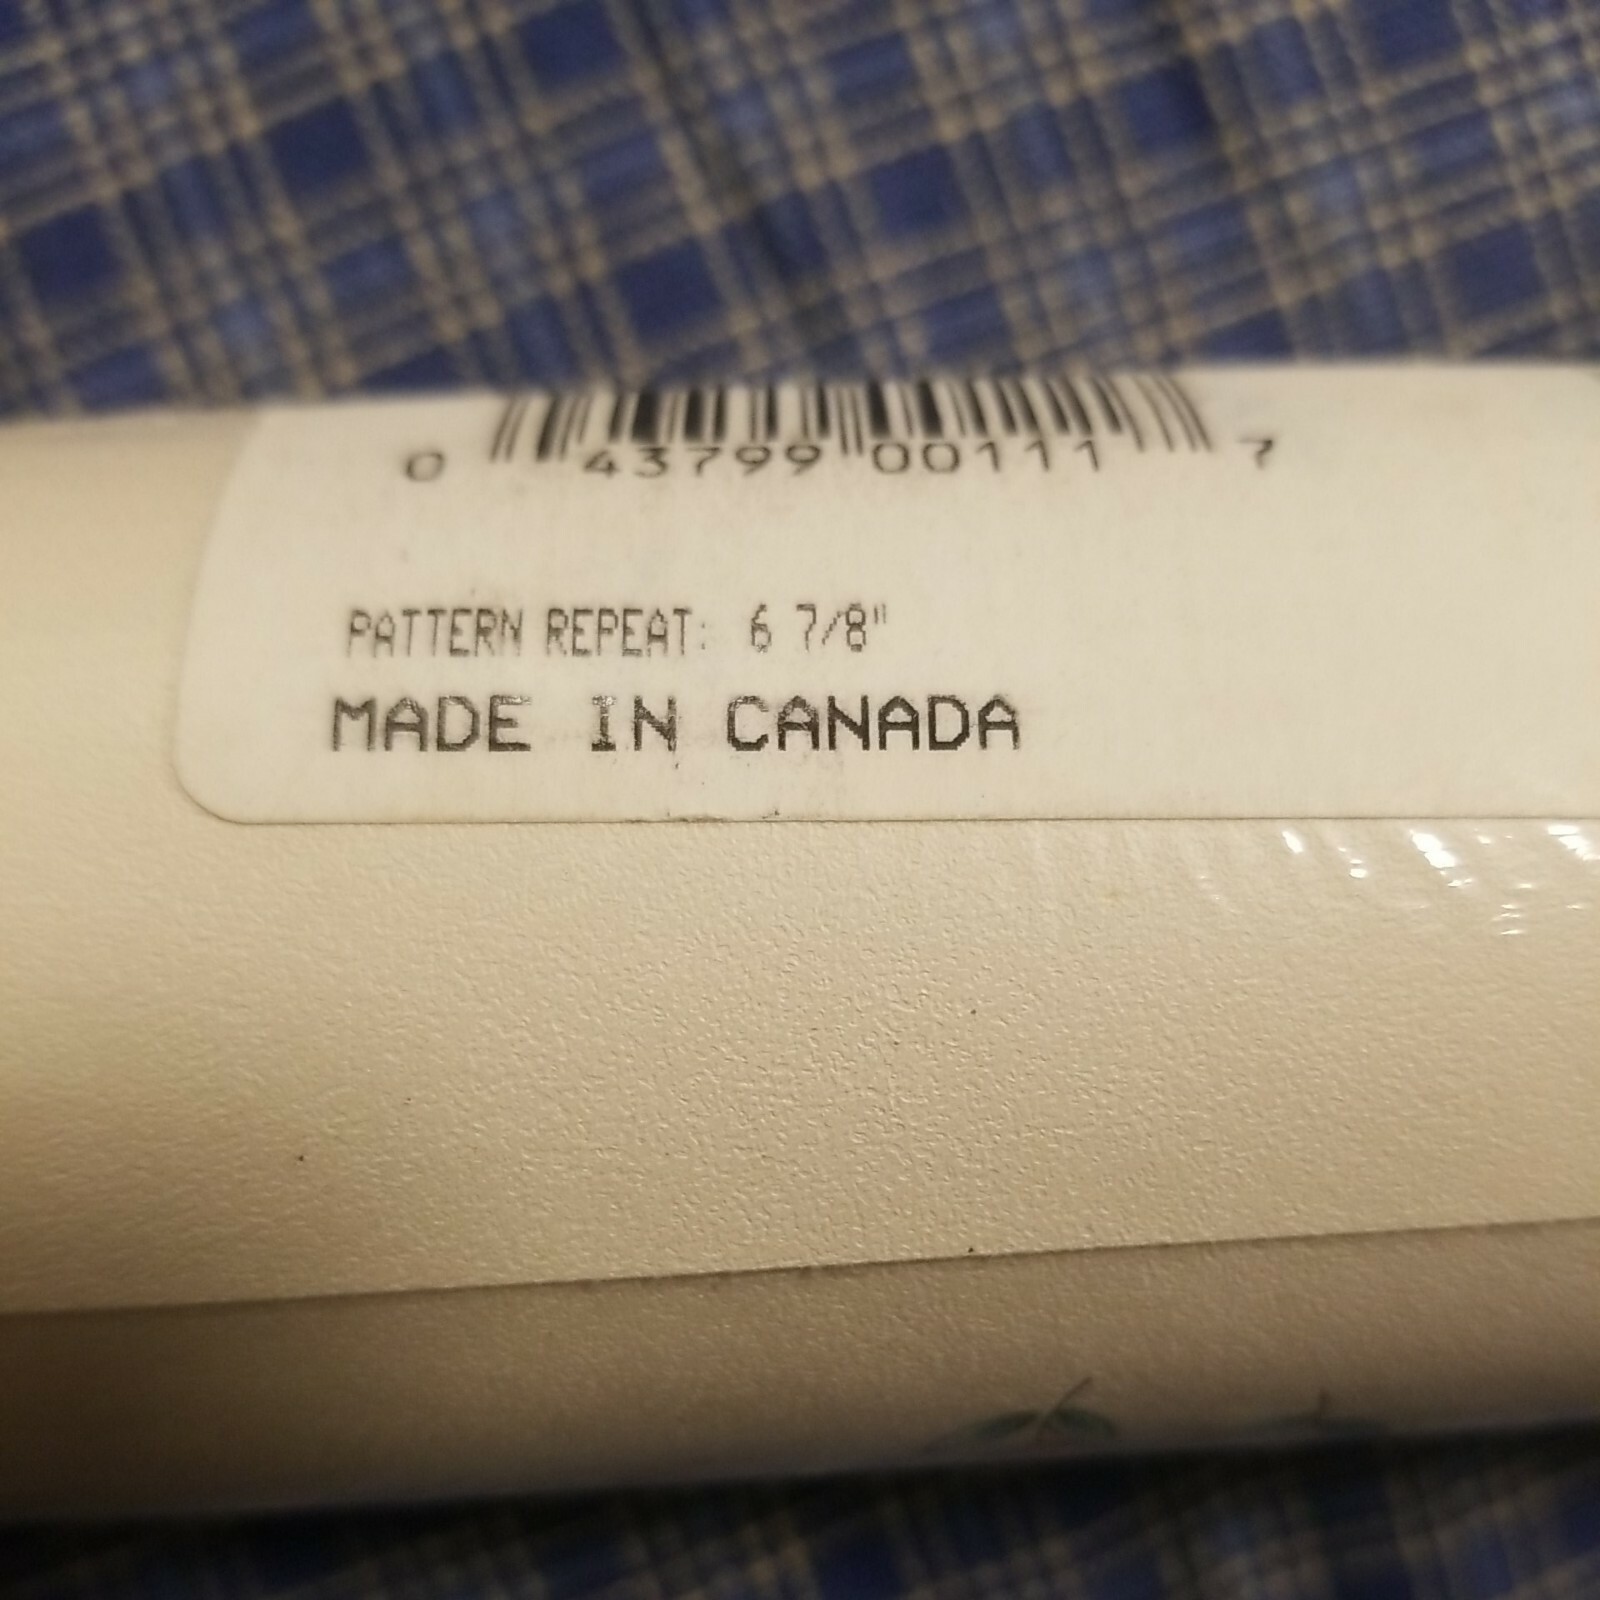 0 43799 00111 7
PATTERN REPEAT: 6 7/8"
MADE IN CANADA